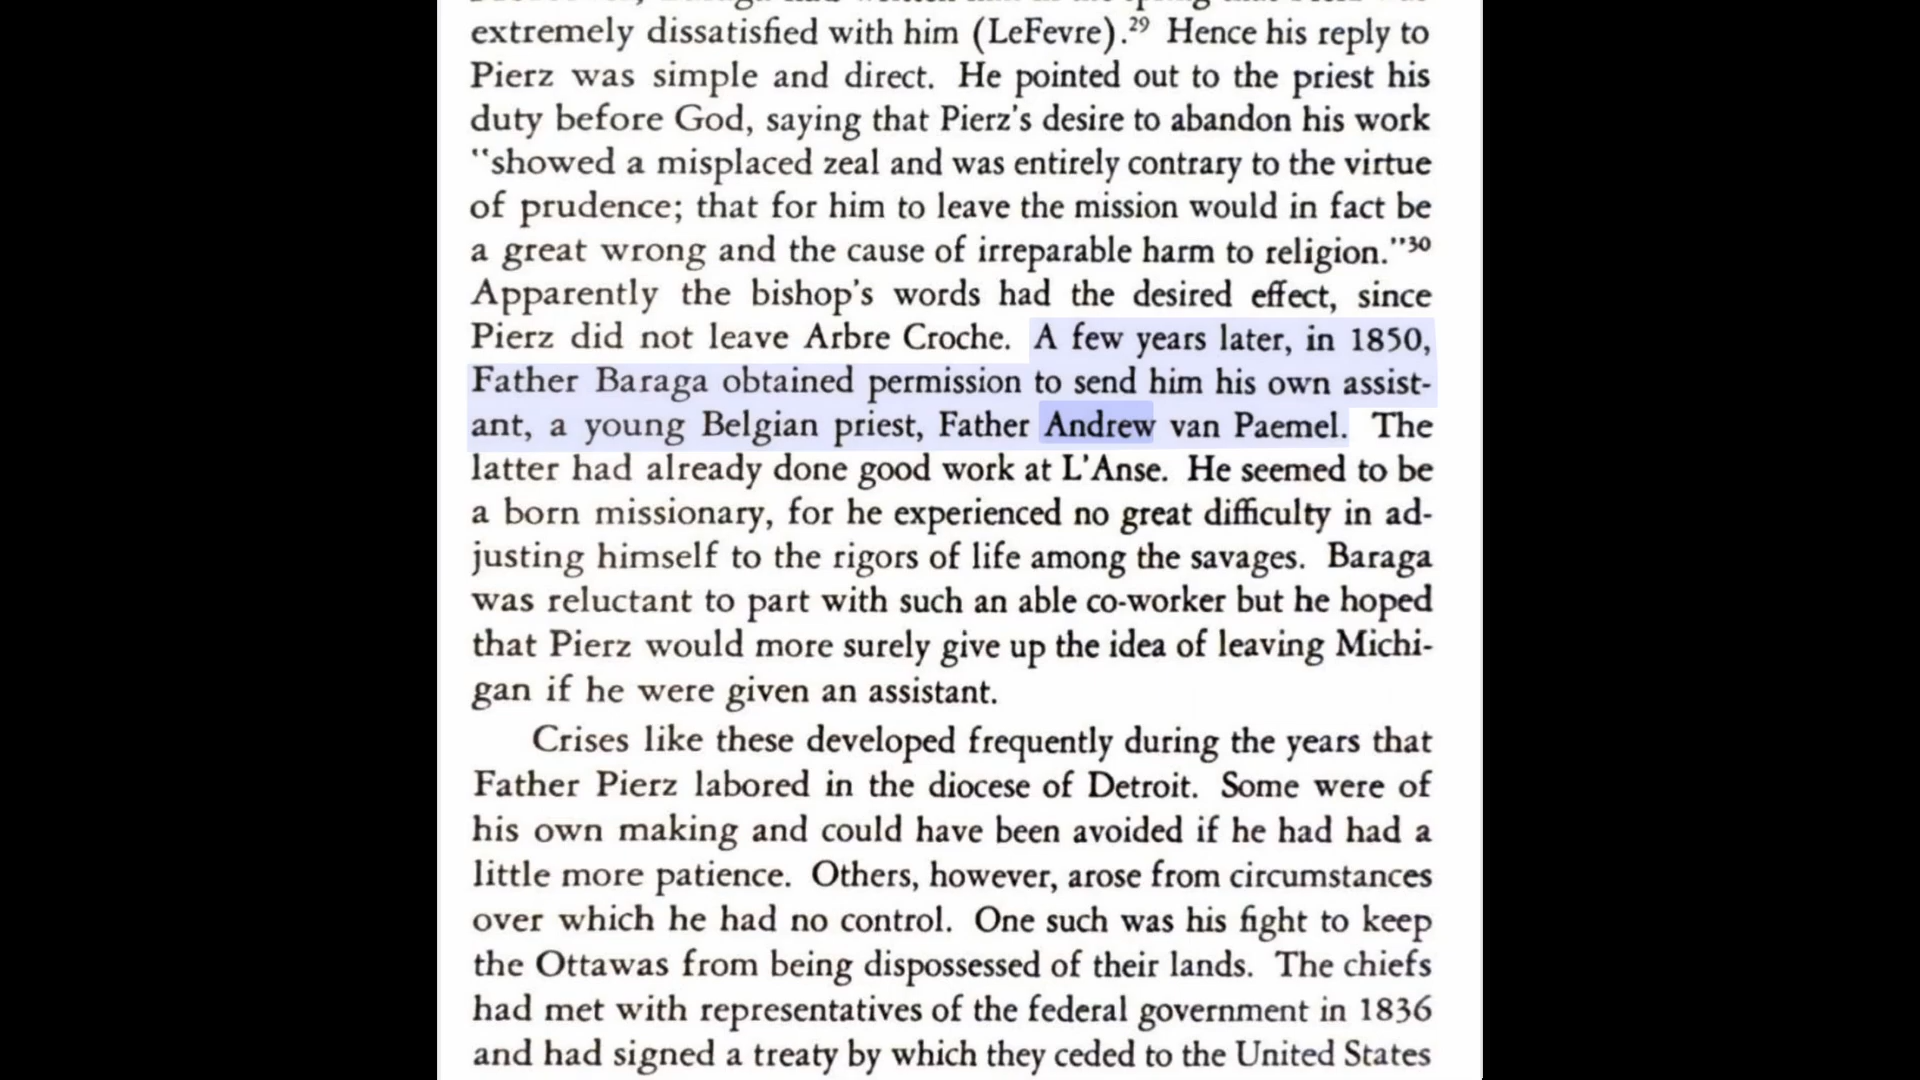 extremely dissatisfied with him (LeFevre).29 Hence his reply to
Pierz was simple and direct. He pointed out to the priest his
duty before God, saying that Pierz's desire to abandon his work
"showed a misplaced zeal and was entirely contrary to the virtue
of prudence; that for him to leave the mission would in fact be
a great wrong and the cause of irreparable harm to religion."30
Apparently the bishop's words had the desired effect, since
Pierz did not leave Arbre Croche. A few years later, in 1850,
Father Baraga obtained permission to send him his own assist-
ant, a young Belgian priest, Father Andrew van Paemel. The
latter had already done good work at L'Anse. He seemed to be
a born missionary, for he experienced no great difficulty in ad-
justing himself to the rigors of life among the savages. Baraga
was reluctant to part with such an able co-worker but he hoped
that Pierz would more surely give up the idea of leaving Michi-
gan if he were given an assistant.
Crises like these developed frequently during the years that
Father Pierz labored in the diocese of Detroit. Some were of
his own making and could have been avoided if he had had a
little more patience. Others, however, arose from circumstances
over which he had no control. One such was his fight to keep
the Ottawas from being dispossessed of their lands. The chiefs
had met with representatives of the federal government in 1836
and had signed a treaty by which they ceded to the United States